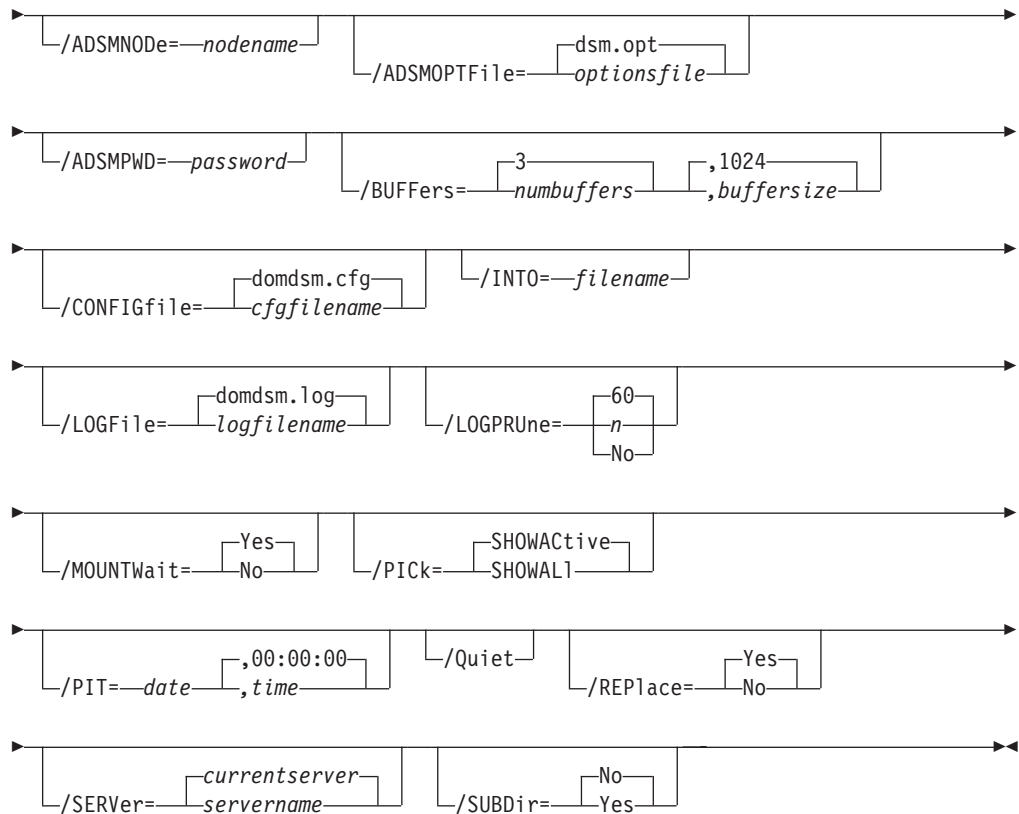 /ADSMNODe= nodename
dsm.opt
/ADSMOPTFile= optionsfile
/ADSMPWD= password
3 ,1024
/BUFFers= numbuffers ,buffersize
domdsm.cfg
/CONFIGfile= cfgfilename
/INTO= filename
domdsm.log
/LOGFile= logfilename
60
/LOGPRUne= n
No
Yes
/MOUNTWait= No
SHOWACtive
/PICk= SHOWALl
,00:00:00
/PIT= date ,time
/Quiet
Yes
/REPlace= No
currentserver
/SERVer= servername
No
/SUBDir= Yes